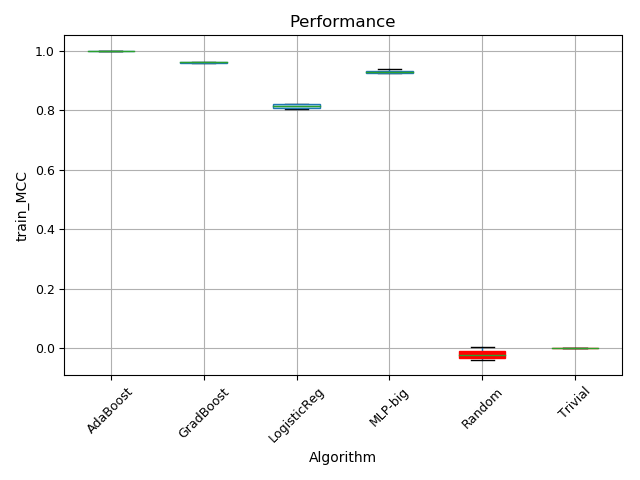 Performance
train_MCC
1.0
0.8
0.6
0.4
0.2
0.0
AdaBoost
GradBoost
LogisticReg
MLP-big
Random
Trivial
Algorithm